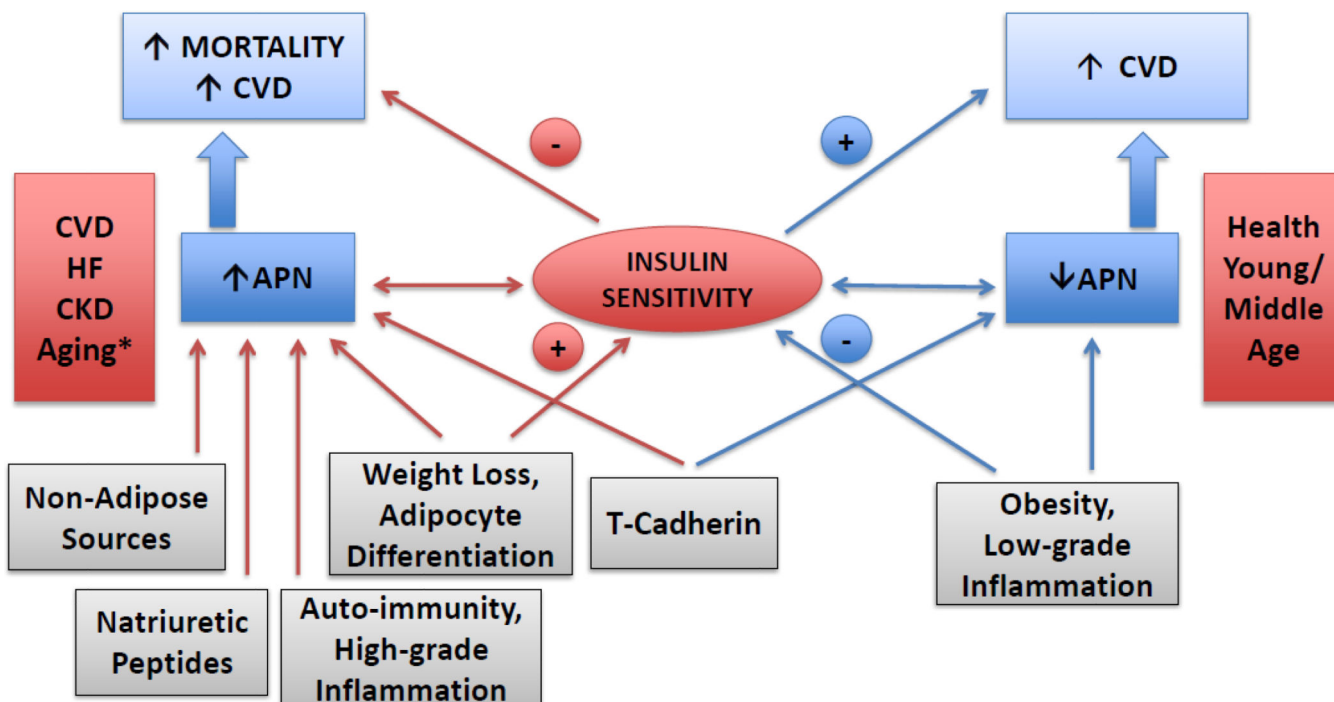 ↑ MORTALITY
↑ CVD
↑ CVD
-
+
CVD
HF
CKD
Aging*
↑APN
INSULIN
SENSITIVITY
↓APN
Health
Young/
Middle
Age
+
-
Non-Adipose
Sources
Weight Loss,
Adipocyte
Differentiation
T-Cadherin
Obesity,
Low-grade
Inflammation
Natriuretic
Peptides
Auto-immunity,
High-grade
Inflammation